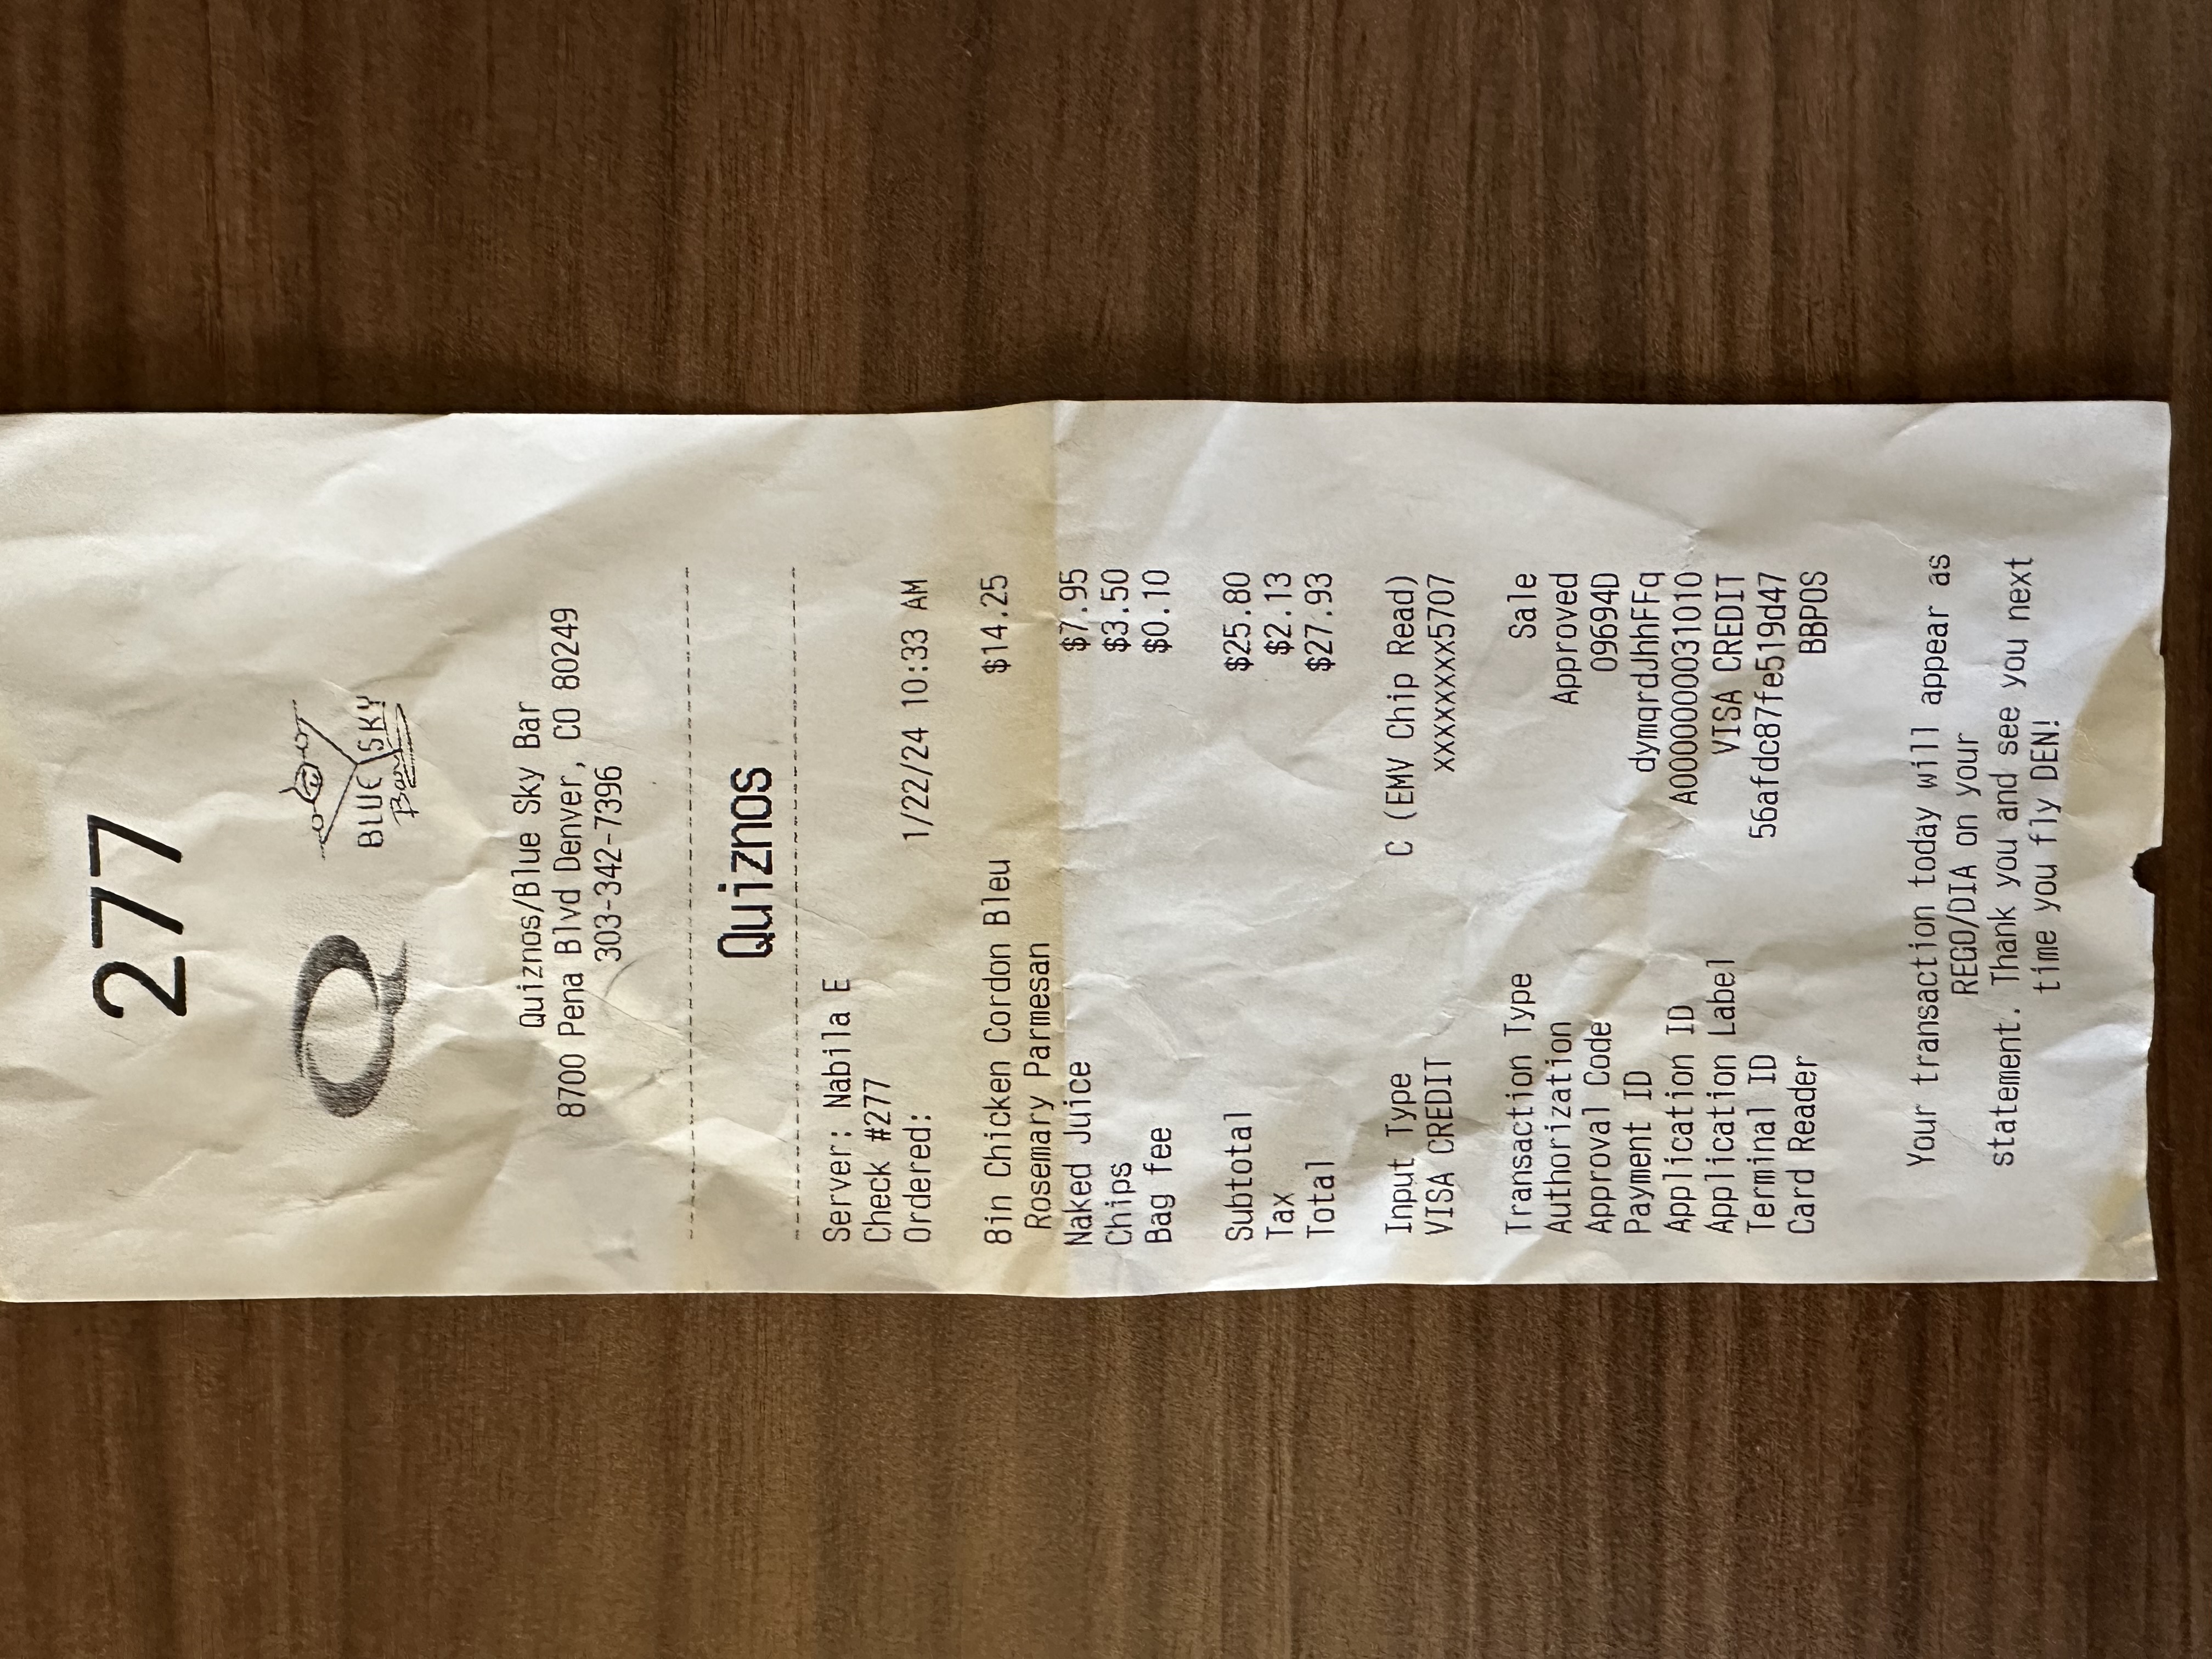 277
Q
BLUE SKY
Bar
Quiznos/Blue Sky Bar
8700 Pena Blvd Denver, CO 80249
303-342-7396
Quiznos
Server: Nabila E
Check #277
Ordered: 1/22/24 10:33 AM
8in Chicken Cordon Bleu $14.25
Rosemary Parmesan
Naked Juice $7.95
Chips $3.50
Bag fee $0.10
Subtotal $25.80
Tax $2.13
Total $27.93
Input Type C (EMV Chip Read)
VISA CREDIT xxxxxxxx5707
Transaction Type Sale
Authorization Approved
Approval Code 09694D
Payment ID dymqrdJhhFFq
Application ID A0000000031010
Application Label VISA CREDIT
Terminal ID 56afdc87fe519d47
Card Reader BBPOS
Your transaction today will appear as
REGO/DIA on your
statement. Thank you and see you next
time you fly DEN!